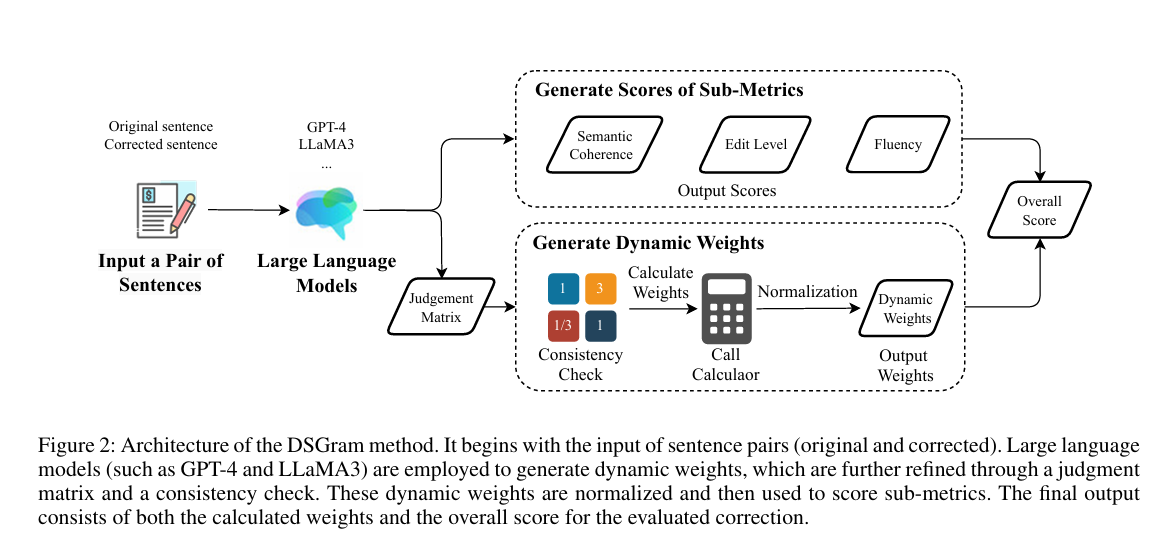 Original sentence
Corrected sentence
Input a Pair of
Sentences
GPT-4
LLaMA3
...
Large Language
Models
Judgement
Matrix
Generate Scores of Sub-Metrics
Semantic
Coherence
Edit Level
Fluency
Output Scores
Generate Dynamic Weights
1
3
1/3
1
Consistency
Check
Calculate
Weights
Call
Calculaor
Normalization
Dynamic
Weights
Output
Weights
Overall
Score
Figure 2: Architecture of the DSGram method. It begins with the input of sentence pairs (original and corrected). Large language
models (such as GPT-4 and LLaMA3) are employed to generate dynamic weights, which are further refined through a judgment
matrix and a consistency check. These dynamic weights are normalized and then used to score sub-metrics. The final output
consists of both the calculated weights and the overall score for the evaluated correction.